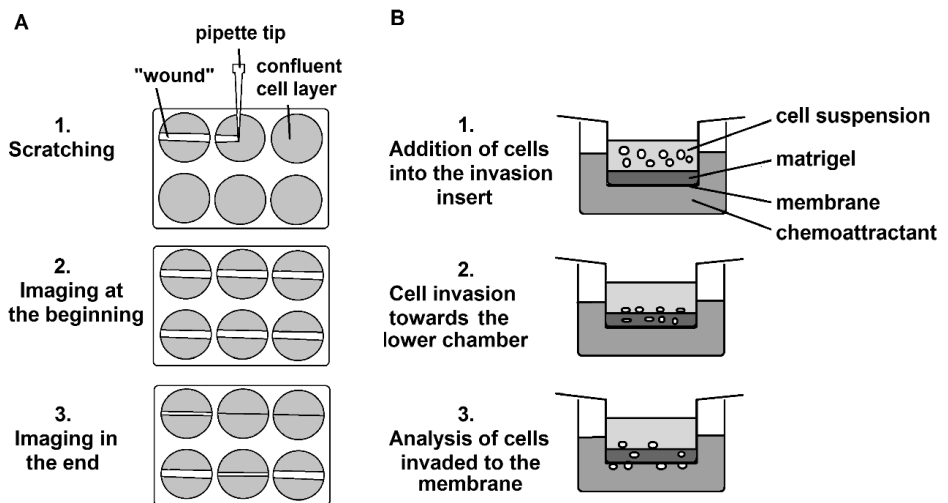 A
pipette tip
"wound"
confluent
cell layer
1.
Scratching
2.
Imaging at
the beginning
3.
Imaging in
the end
B
1.
Addition of cells
into the invasion
insert
cell suspension
matrigel
membrane
chemoattractant
2.
Cell invasion
towards the
lower chamber
3.
Analysis of cells
invaded to the
membrane